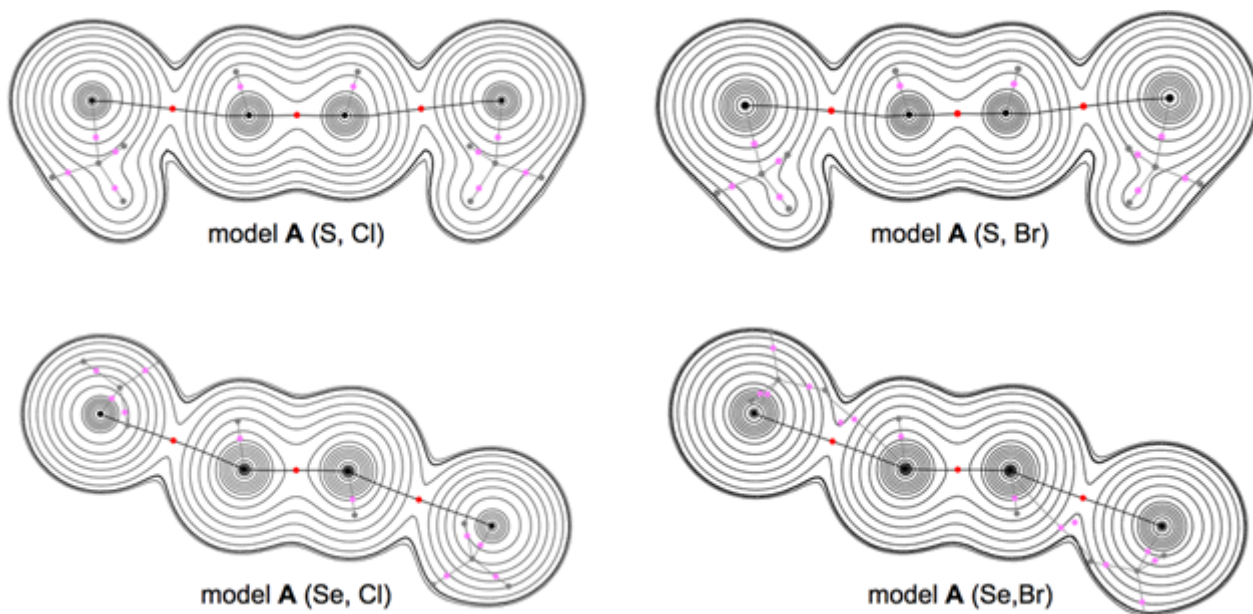 model A (S, Cl)
model A (S, Br)
model A (Se, Cl)
model A (Se,Br)